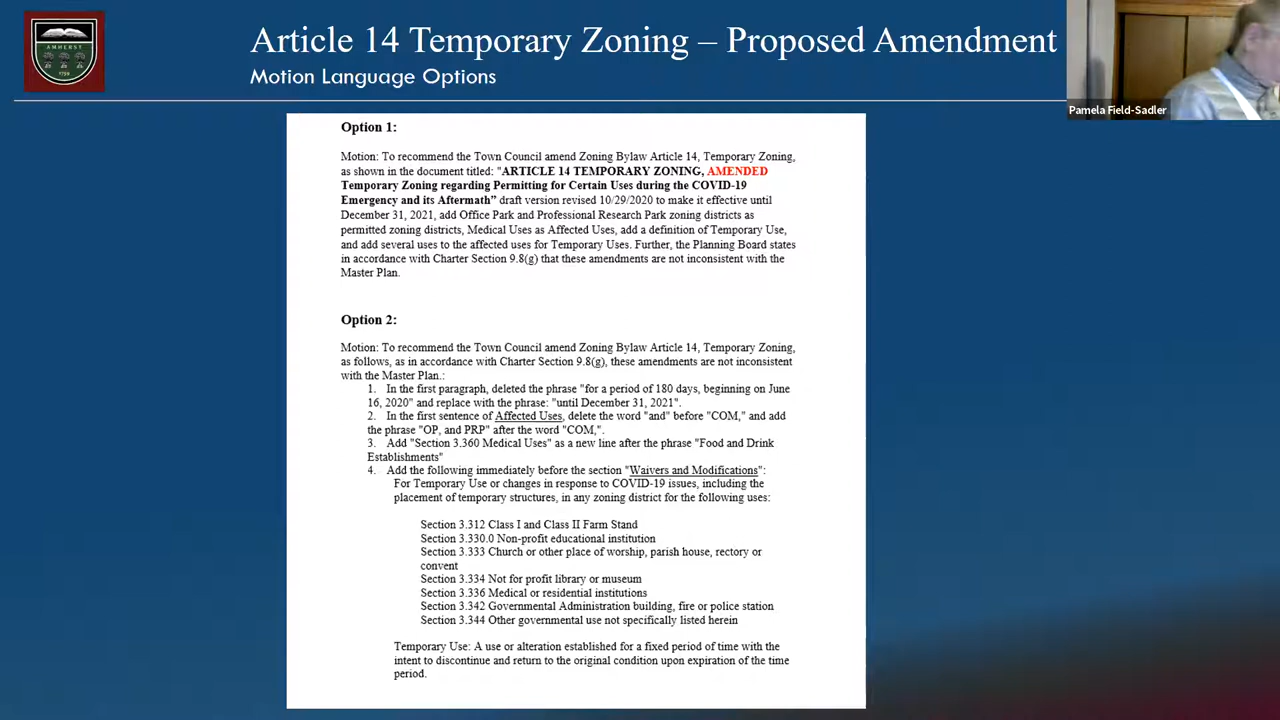 Article 14 Temporary Zoning – Proposed Amendment
Motion Language Options
AMHERST
1759
Pamela Field-Sadler
Option 1:
Motion: To recommend the Town Council amend Zoning Bylaw Article 14, Temporary Zoning,
as shown in the document titled: "ARTICLE 14 TEMPORARY ZONING, AMENDED
Temporary Zoning regarding Permitting for Certain Uses during the COVID-19
Emergency and its Aftermath” draft version revised 10/29/2020 to make it effective until
December 31, 2021, add Office Park and Professional Research Park zoning districts as
permitted zoning districts, Medical Uses as Affected Uses, add a definition of Temporary Use,
and add several uses to the affected uses for Temporary Uses. Further, the Planning Board states
in accordance with Charter Section 9.8(g) that these amendments are not inconsistent with the
Master Plan.
Option 2:
Motion: To recommend the Town Council amend Zoning Bylaw Article 14, Temporary Zoning,
as follows, as in accordance with Charter Section 9.8(g), these amendments are not inconsistent
with the Master Plan.:
1. In the first paragraph, deleted the phrase "for a period of 180 days, beginning on June
16, 2020" and replace with the phrase: "until December 31, 2021".
2. In the first sentence of Affected Uses, delete the word "and" before "COM," and add
the phrase "OP, and PRP" after the word "COM,".
3. Add "Section 3.360 Medical Uses" as a new line after the phrase "Food and Drink
Establishments"
4. Add the following immediately before the section "Waivers and Modifications":
For Temporary Use or changes in response to COVID-19 issues, including the
placement of temporary structures, in any zoning district for the following uses:
Section 3.312 Class I and Class II Farm Stand
Section 3.330.0 Non-profit educational institution
Section 3.333 Church or other place of worship, parish house, rectory or
convent
Section 3.334 Not for profit library or museum
Section 3.336 Medical or residential institutions
Section 3.342 Governmental Administration building, fire or police station
Section 3.344 Other governmental use not specifically listed herein
Temporary Use: A use or alteration established for a fixed period of time with the
intent to discontinue and return to the original condition upon expiration of the time
period.